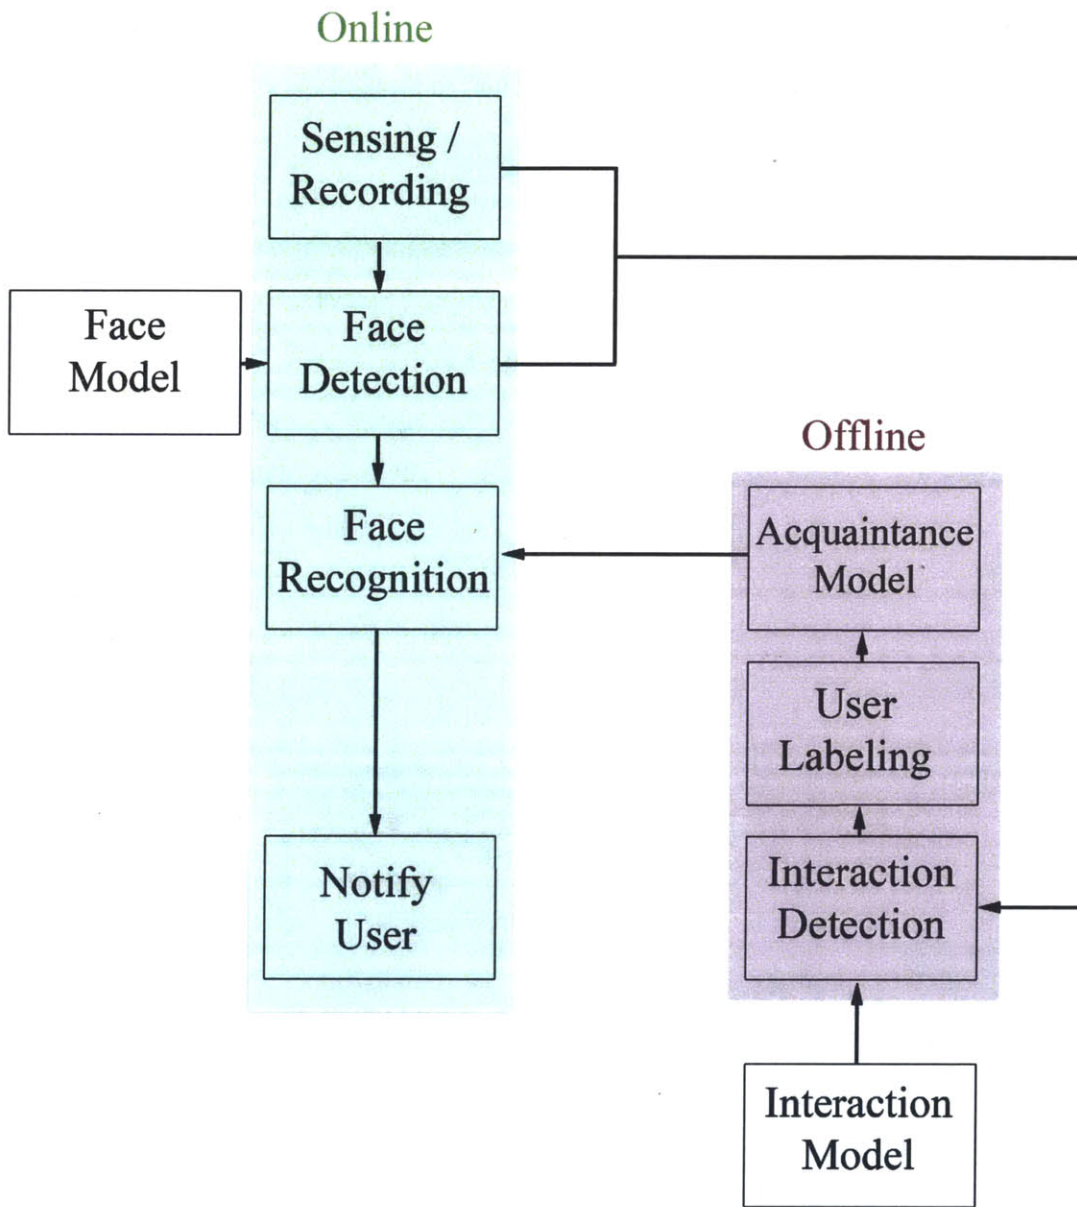 Online
Sensing /
Recording
Face
Model
Face
Detection
Offline
Face
Recognition
Acquaintance
Model
User
Labeling
Notify
User
Interaction
Detection
Interaction
Model